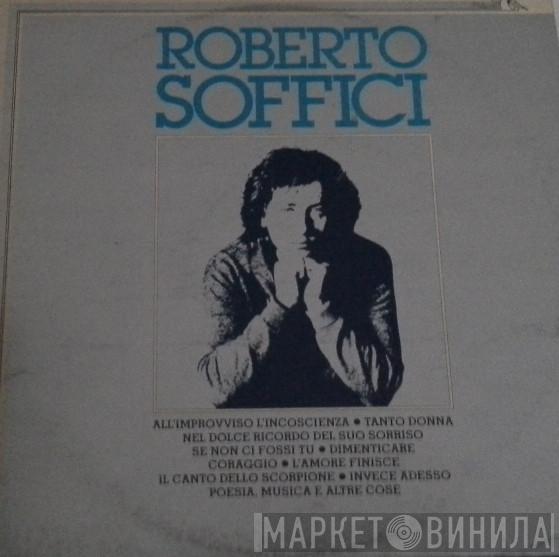 ROBERTO
SOFFICI
ALL'IMPROVVISO L'INCOSCIENZA ● TANTO DONNA
NEL DOLCE RICORDO DEL SUO SORRISO
SE NON CI FOSSI TU ● DIMENTICARE
CORAGGIO ● L'AMORE FINISCE
IL CANTO DELLO SCORPIONE ● INVECE ADESSO
POESIA, MUSICA E ALTRE COSE
МАРКЕТ ВИНИЛА